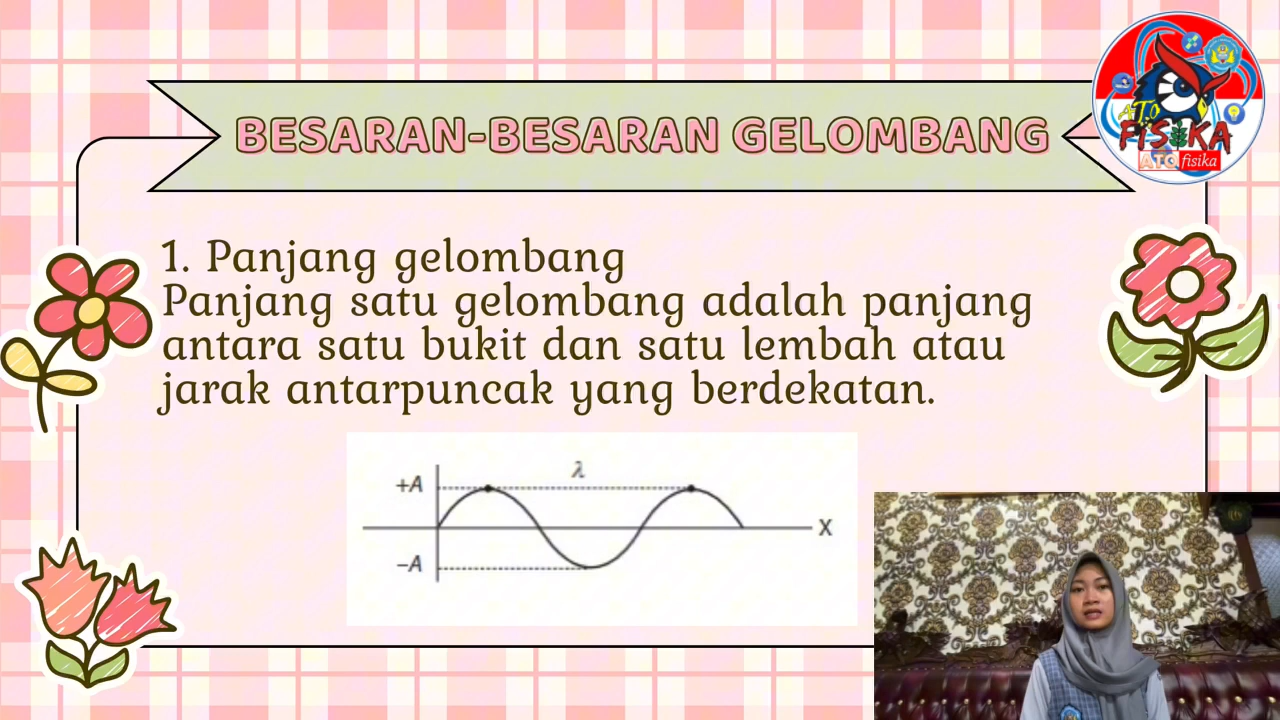 BESARAN-BESARAN GELOMBANG
ATO
FISIKA
ATO fisika
1. Panjang gelombang
Panjang satu gelombang adalah panjang
antara satu bukit dan satu lembah atau
jarak antarpuncak yang berdekatan.
λ
+A
X
−A